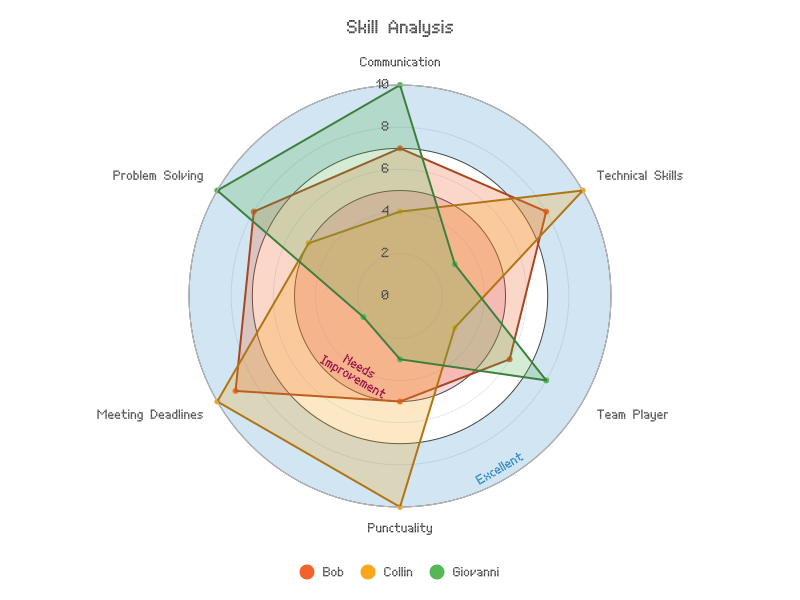 Skill Analysis
Communication
10
8
6
4
2
0
Technical Skills
Problem Solving
Needs
Improvement
Meeting Deadlines
Team Player
Excellent
Punctuality
Bob
Collin
Giovanni